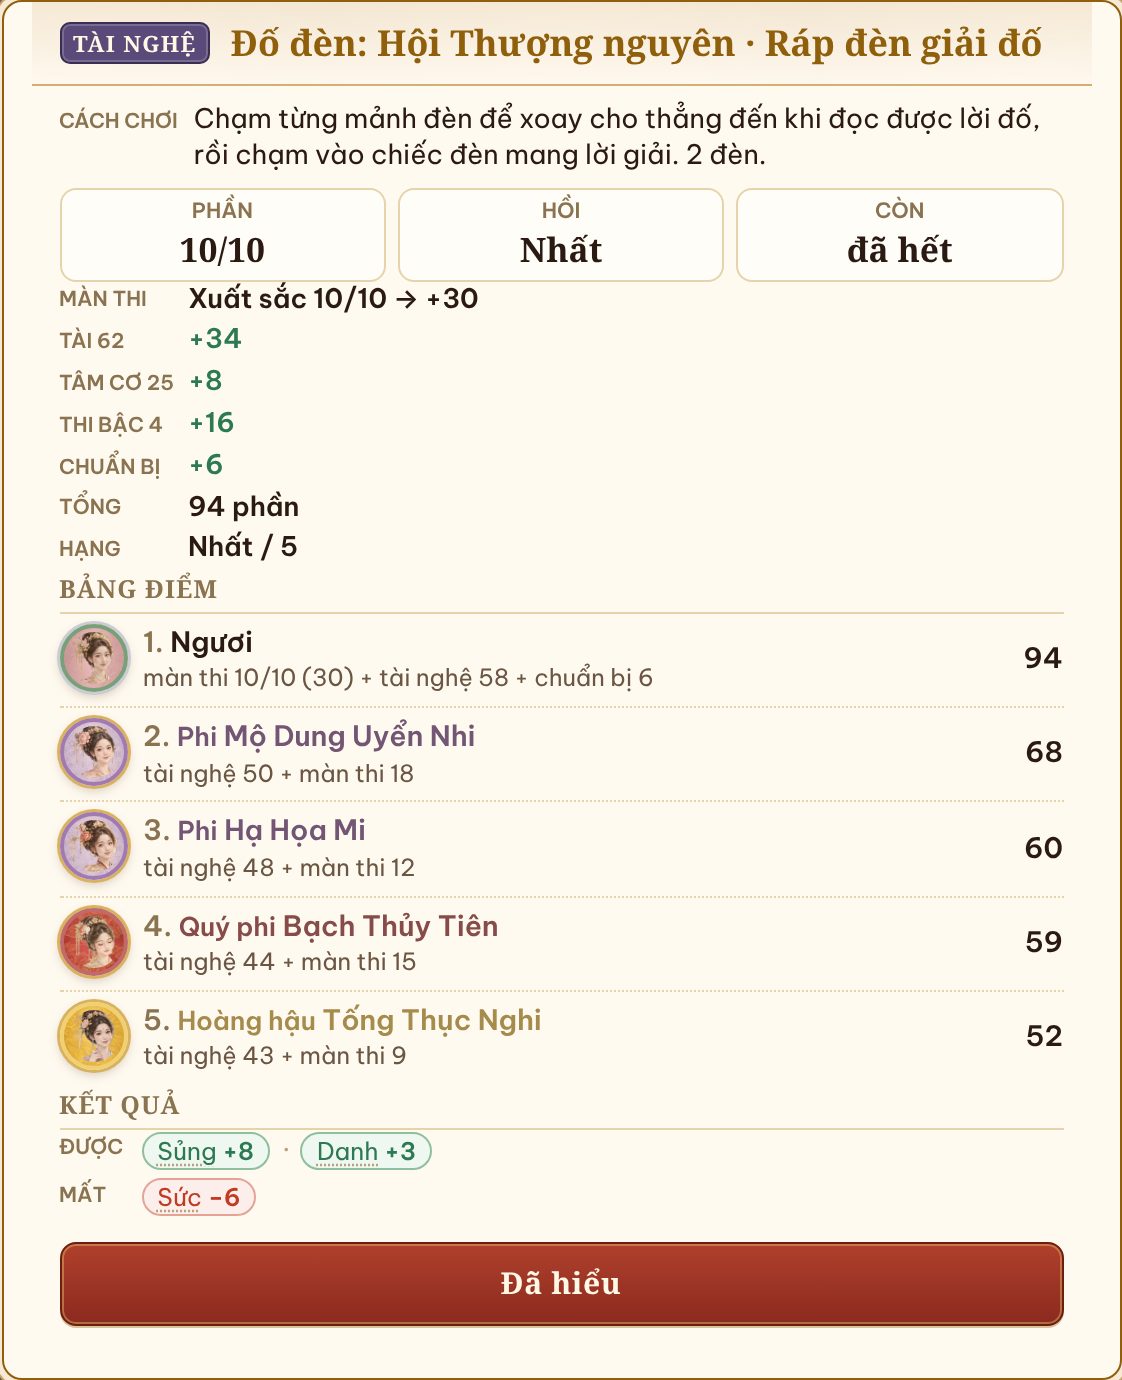 TÀI NGHỆ Đố đèn: Hội Thượng nguyên · Ráp đèn giải đố
CÁCH CHƠI Chạm từng mảnh đèn để xoay cho thẳng đến khi đọc được lời đố,
rồi chạm vào chiếc đèn mang lời giải. 2 đèn.
PHẦN
10/10
HỒI
Nhất
CÒN
đã hết
MÀN THI Xuất sắc 10/10 → +30
TÀI 62 +34
TÂM CƠ 25 +8
THI BẬC 4 +16
CHUẨN BỊ +6
TỔNG 94 phần
HẠNG Nhất / 5
BẢNG ĐIỂM
1. Ngươi 94
màn thi 10/10 (30) + tài nghệ 58 + chuẩn bị 6
2. Phi Mộ Dung Uyển Nhi 68
tài nghệ 50 + màn thi 18
3. Phi Hạ Họa Mi 60
tài nghệ 48 + màn thi 12
4. Quý phi Bạch Thủy Tiên 59
tài nghệ 44 + màn thi 15
5. Hoàng hậu Tống Thục Nghi 52
tài nghệ 43 + màn thi 9
KẾT QUẢ
ĐƯỢC Sủng +8 · Danh +3
MẤT Sức −6
Đã hiểu